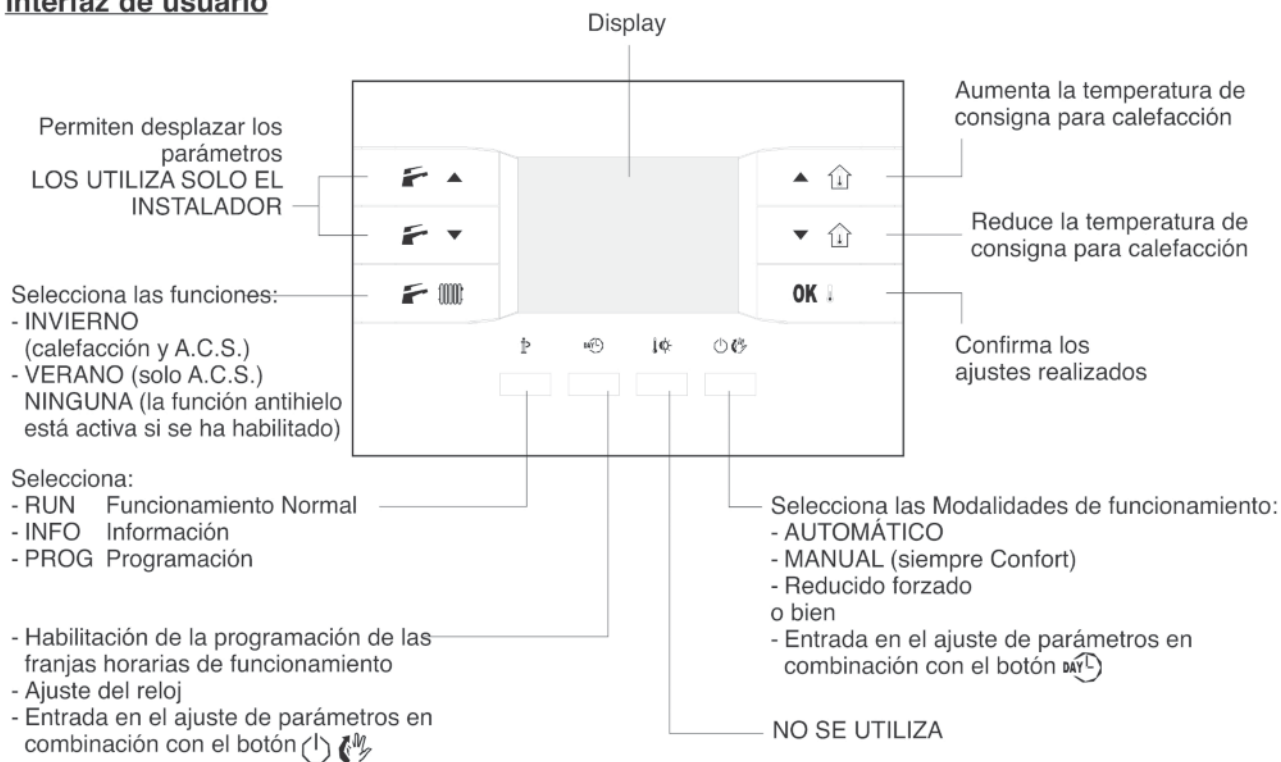 Interfaz de usuario
Display
Permiten desplazar los
parámetros
LOS UTILIZA SOLO EL
INSTALADOR
Aumenta la temperatura de
consigna para calefacción
Reduce la temperatura de
consigna para calefacción
Selecciona las funciones:
- INVIERNO
(calefacción y A.C.S.)
- VERANO (solo A.C.S.)
NINGUNA (la función antihielo
está activa si se ha habilitado)
OK
DAY
Confirma los
ajustes realizados
Selecciona:
- RUN Funcionamiento Normal
- INFO Información
- PROG Programación
- Habilitación de la programación de las
franjas horarias de funcionamiento
- Ajuste del reloj
- Entrada en el ajuste de parámetros en
combinación con el botón
Selecciona las Modalidades de funcionamiento:
- AUTOMÁTICO
- MANUAL (siempre Confort)
- Reducido forzado
o bien
- Entrada en el ajuste de parámetros en
combinación con el botón DAY
NO SE UTILIZA